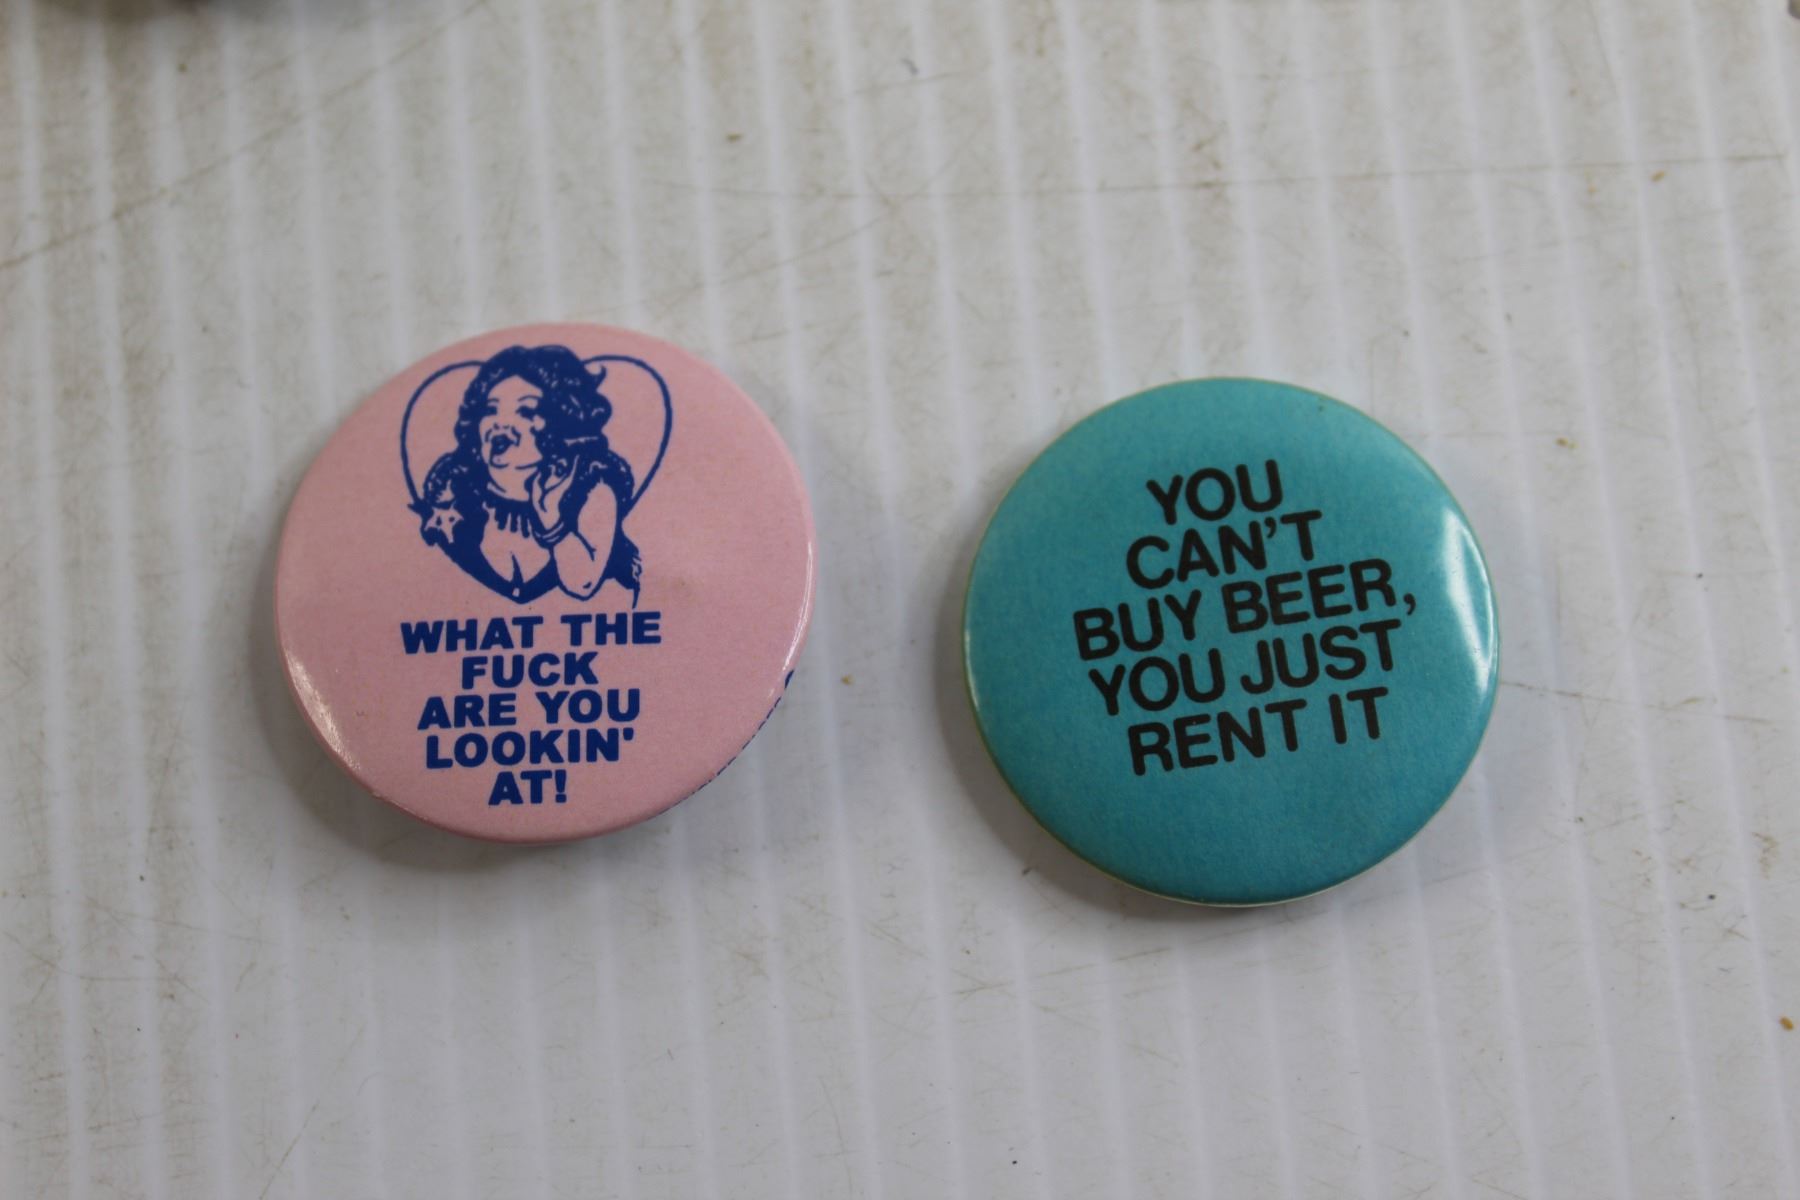 WHAT THE
FUCK
ARE YOU
LOOKIN'
AT!
YOU
CAN'T
BUY BEER,
YOU JUST
RENT IT